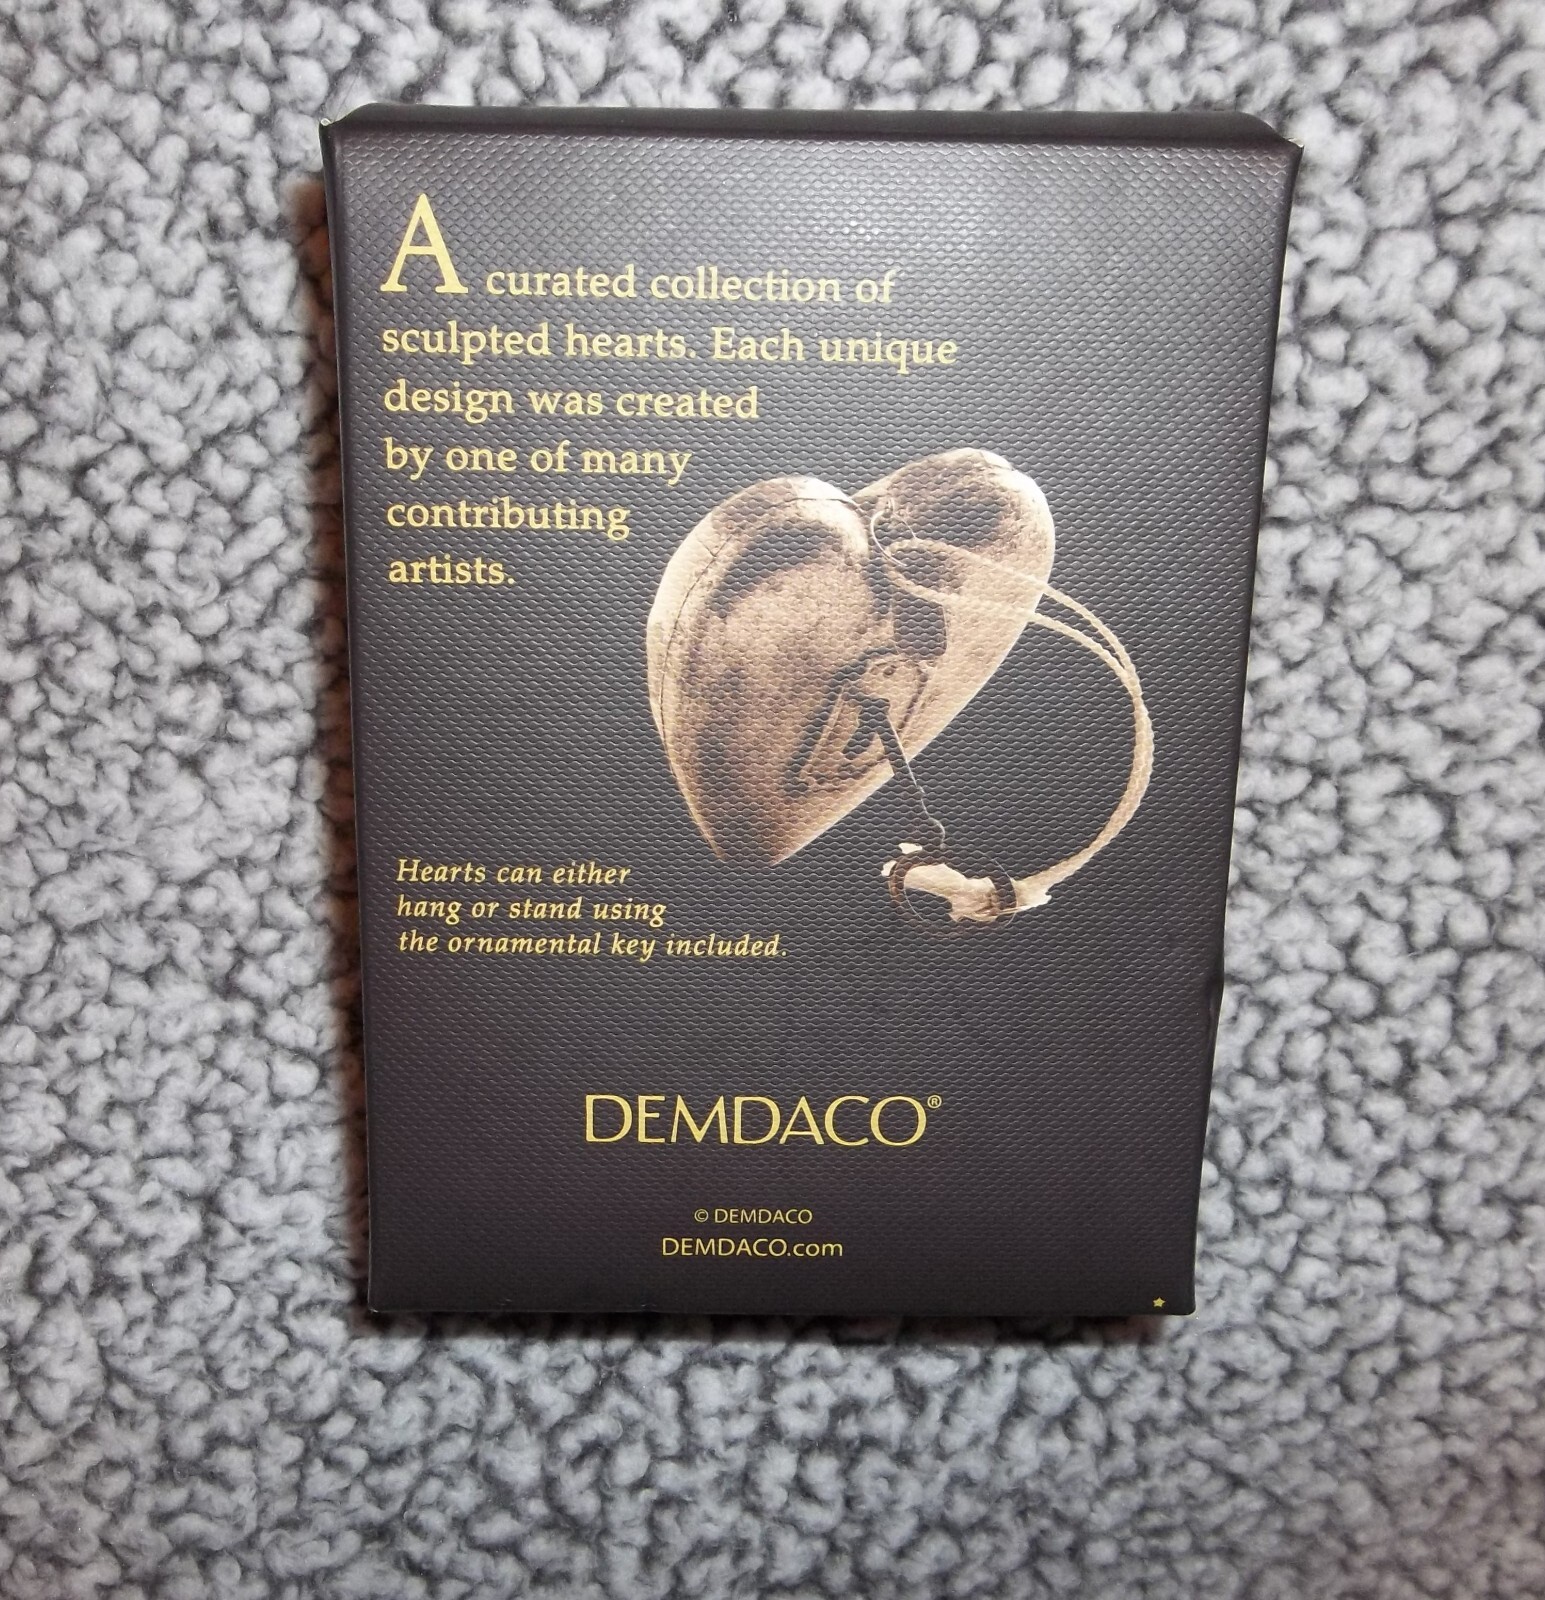 A curated collection of
sculpted hearts. Each unique
design was created
by one of many
contributing
artists.
Hearts can either
hang or stand using
the ornamental key included.
DEMDACO®
© DEMDACO
DEMDACO.com